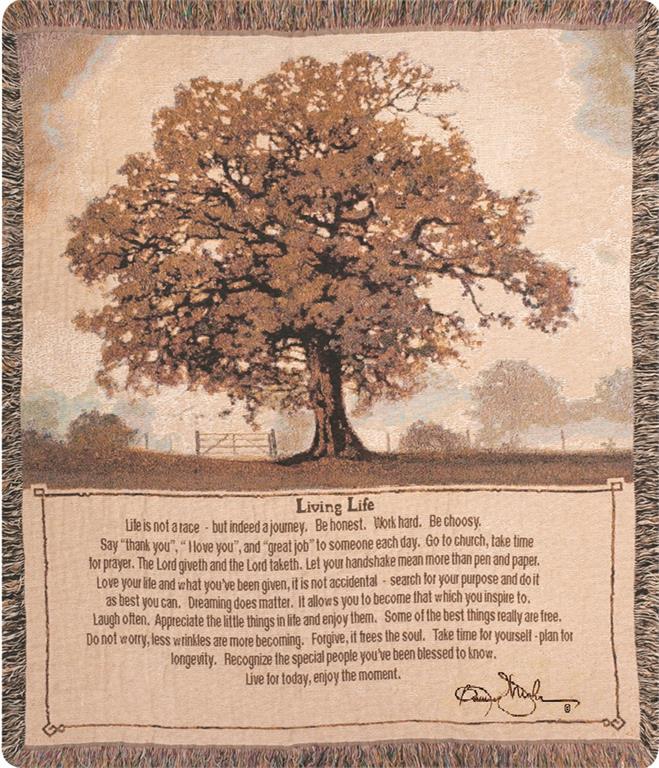 Living Life
Life is not a race - but indeed a journey. Be honest. Work hard. Be choosy.
Say "thank you", " I love you", and "great job" to someone each day. Go to church, take time
for prayer. The Lord giveth and the Lord taketh. Let your handshake mean more than pen and paper.
Love your life and what you've been given, it is not accidental - search for your purpose and do it
as best you can. Dreaming does matter. It allows you to become that which you inspire to.
Laugh often. Appreciate the little things in life and enjoy them. Some of the best things really are free.
Do not worry, less wrinkles are more becoming. Forgive, it frees the soul. Take time for yourself - plan for
longevity. Recognize the special people you've been blessed to know.
Live for today, enjoy the moment.